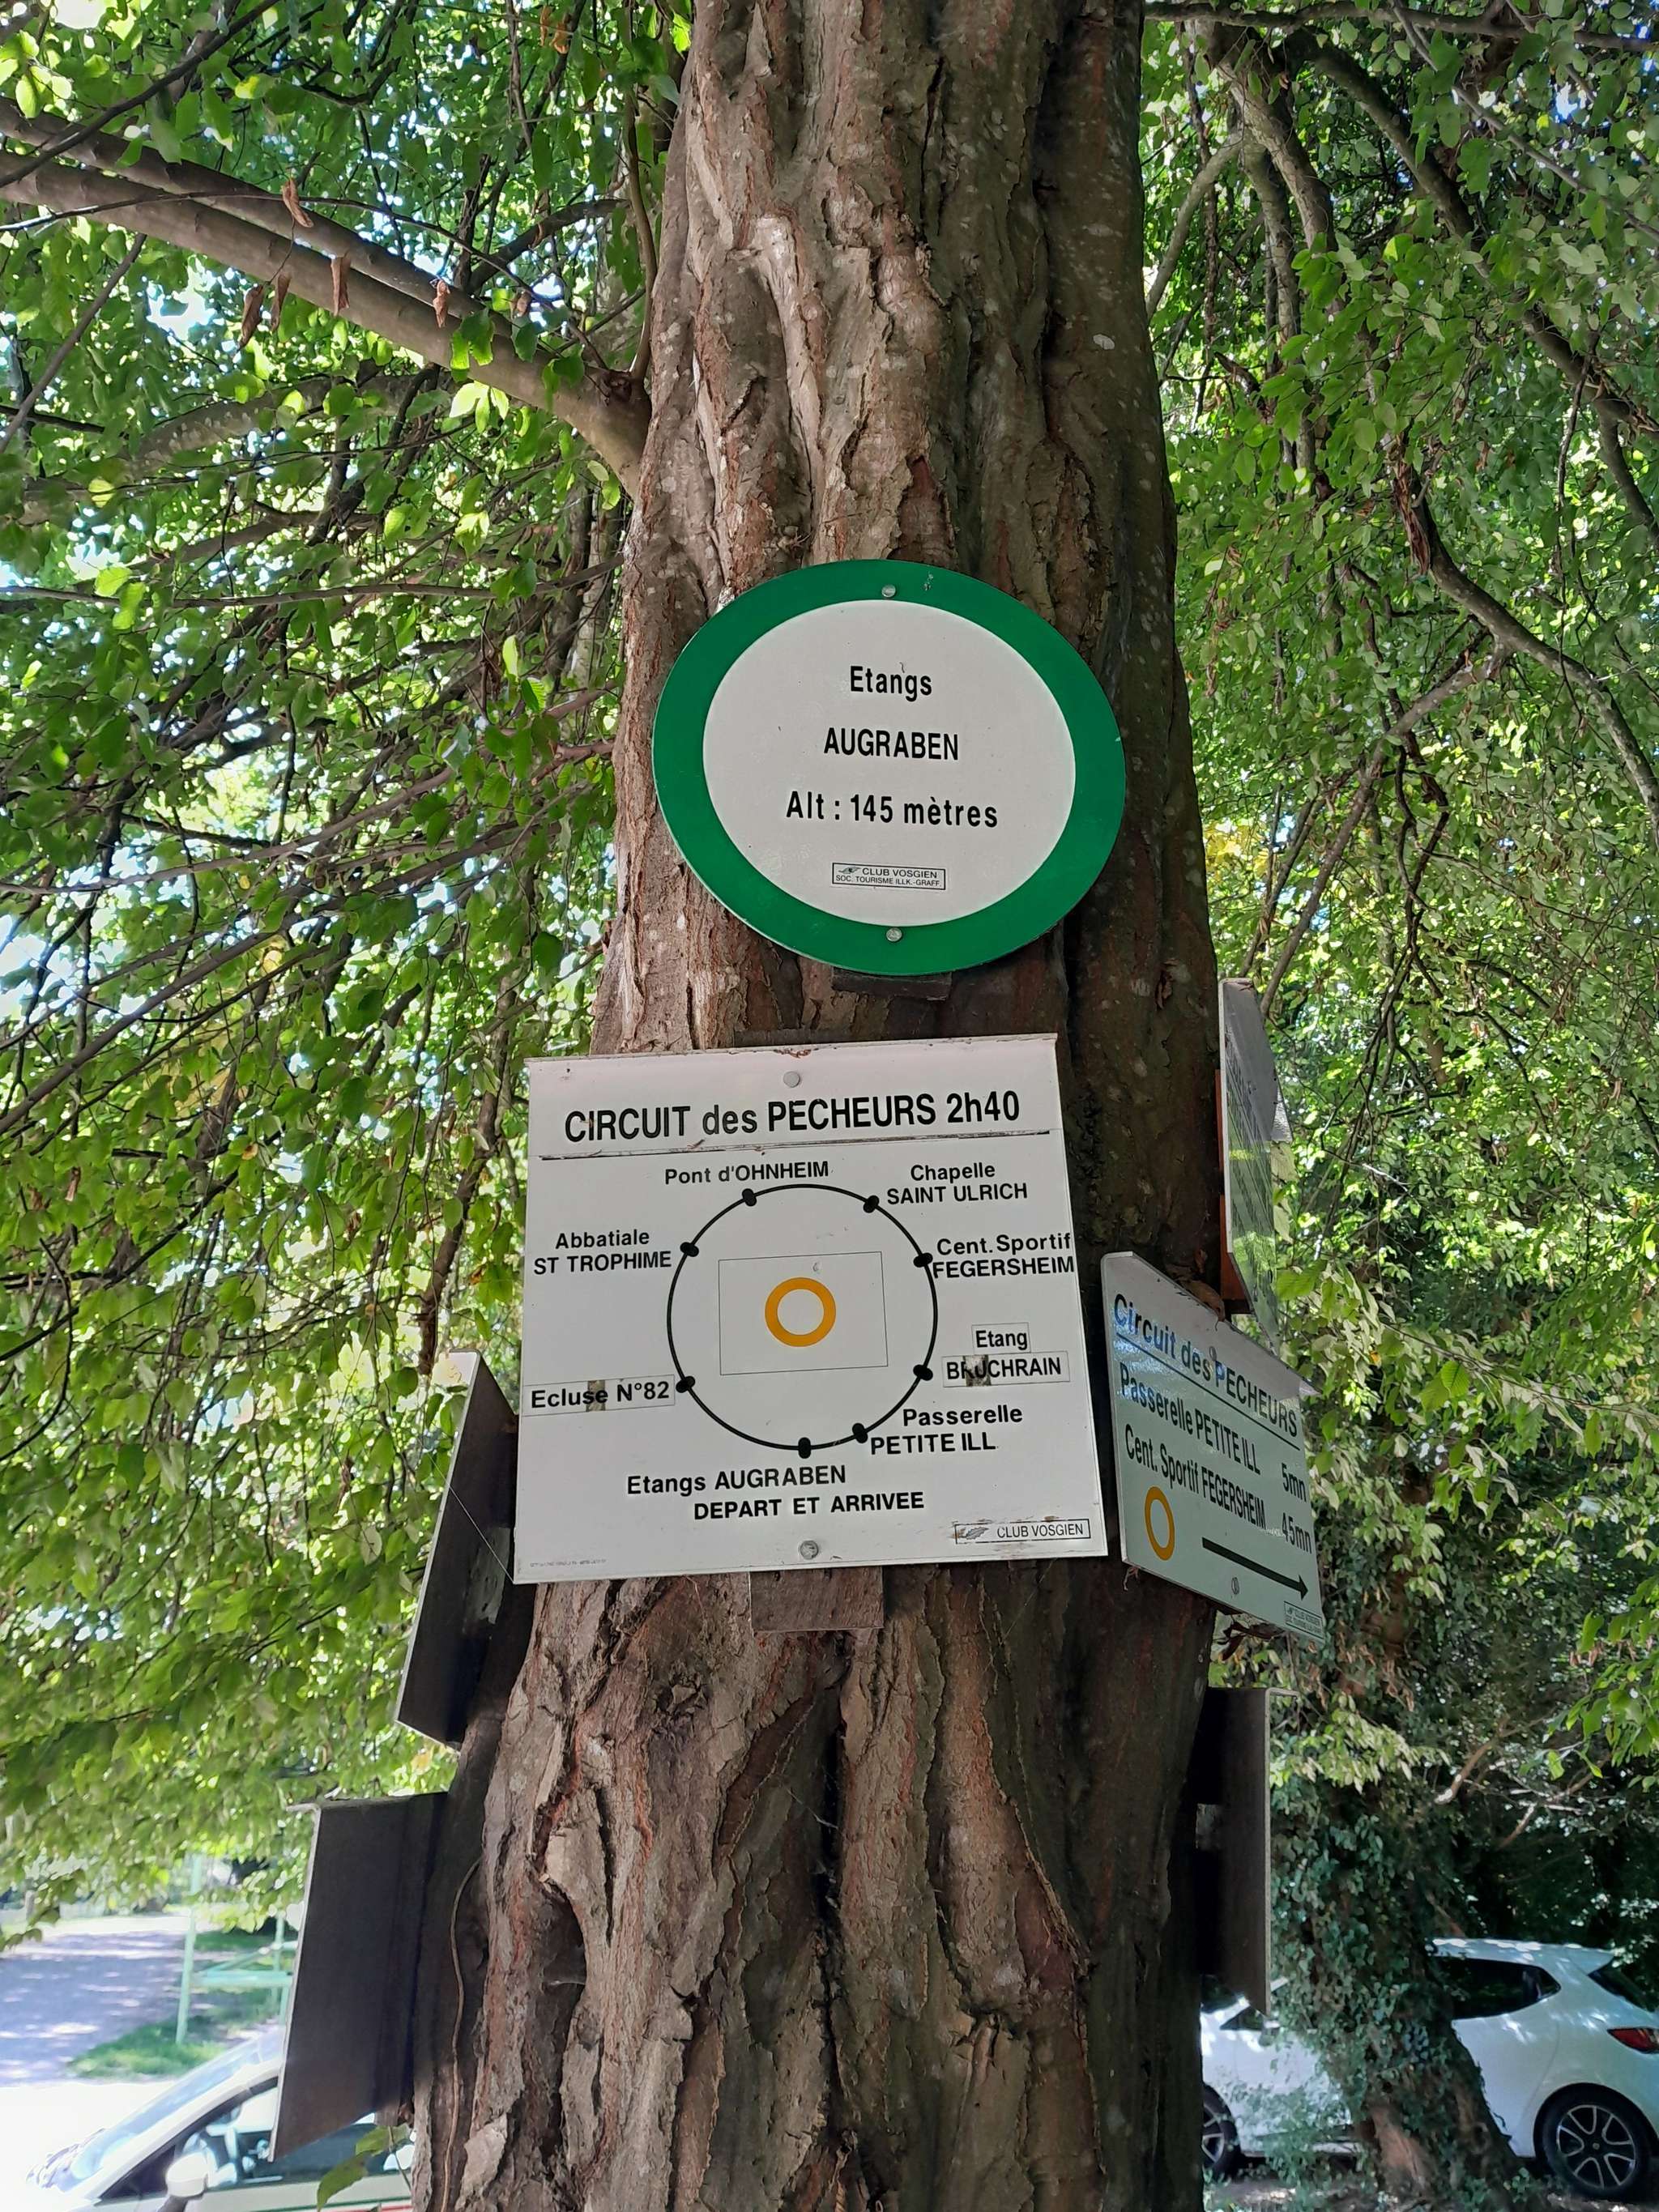 Etangs
AUGRABEN
Alt : 145 mètres
CLUB VOSGIEN
SOC. TOURISME ILLK.-GRAFF.
CIRCUIT des PECHEURS 2h40
Pont d'OHNHEIM
Chapelle
SAINT ULRICH
Abbatiale
ST TROPHIME
Cent. Sportif
FEGERSHEIM
Etang
BRUCHRAIN
Ecluse N°82
Passerelle
PETITE ILL
Etangs AUGRABEN
DEPART ET ARRIVEE
CLUB VOSGIEN
Circuit des PECHEURS
Passerelle PETITE ILL 5mn
Cent. Sportif FEGERSHEIM 45mn
CLUB VOSGIEN